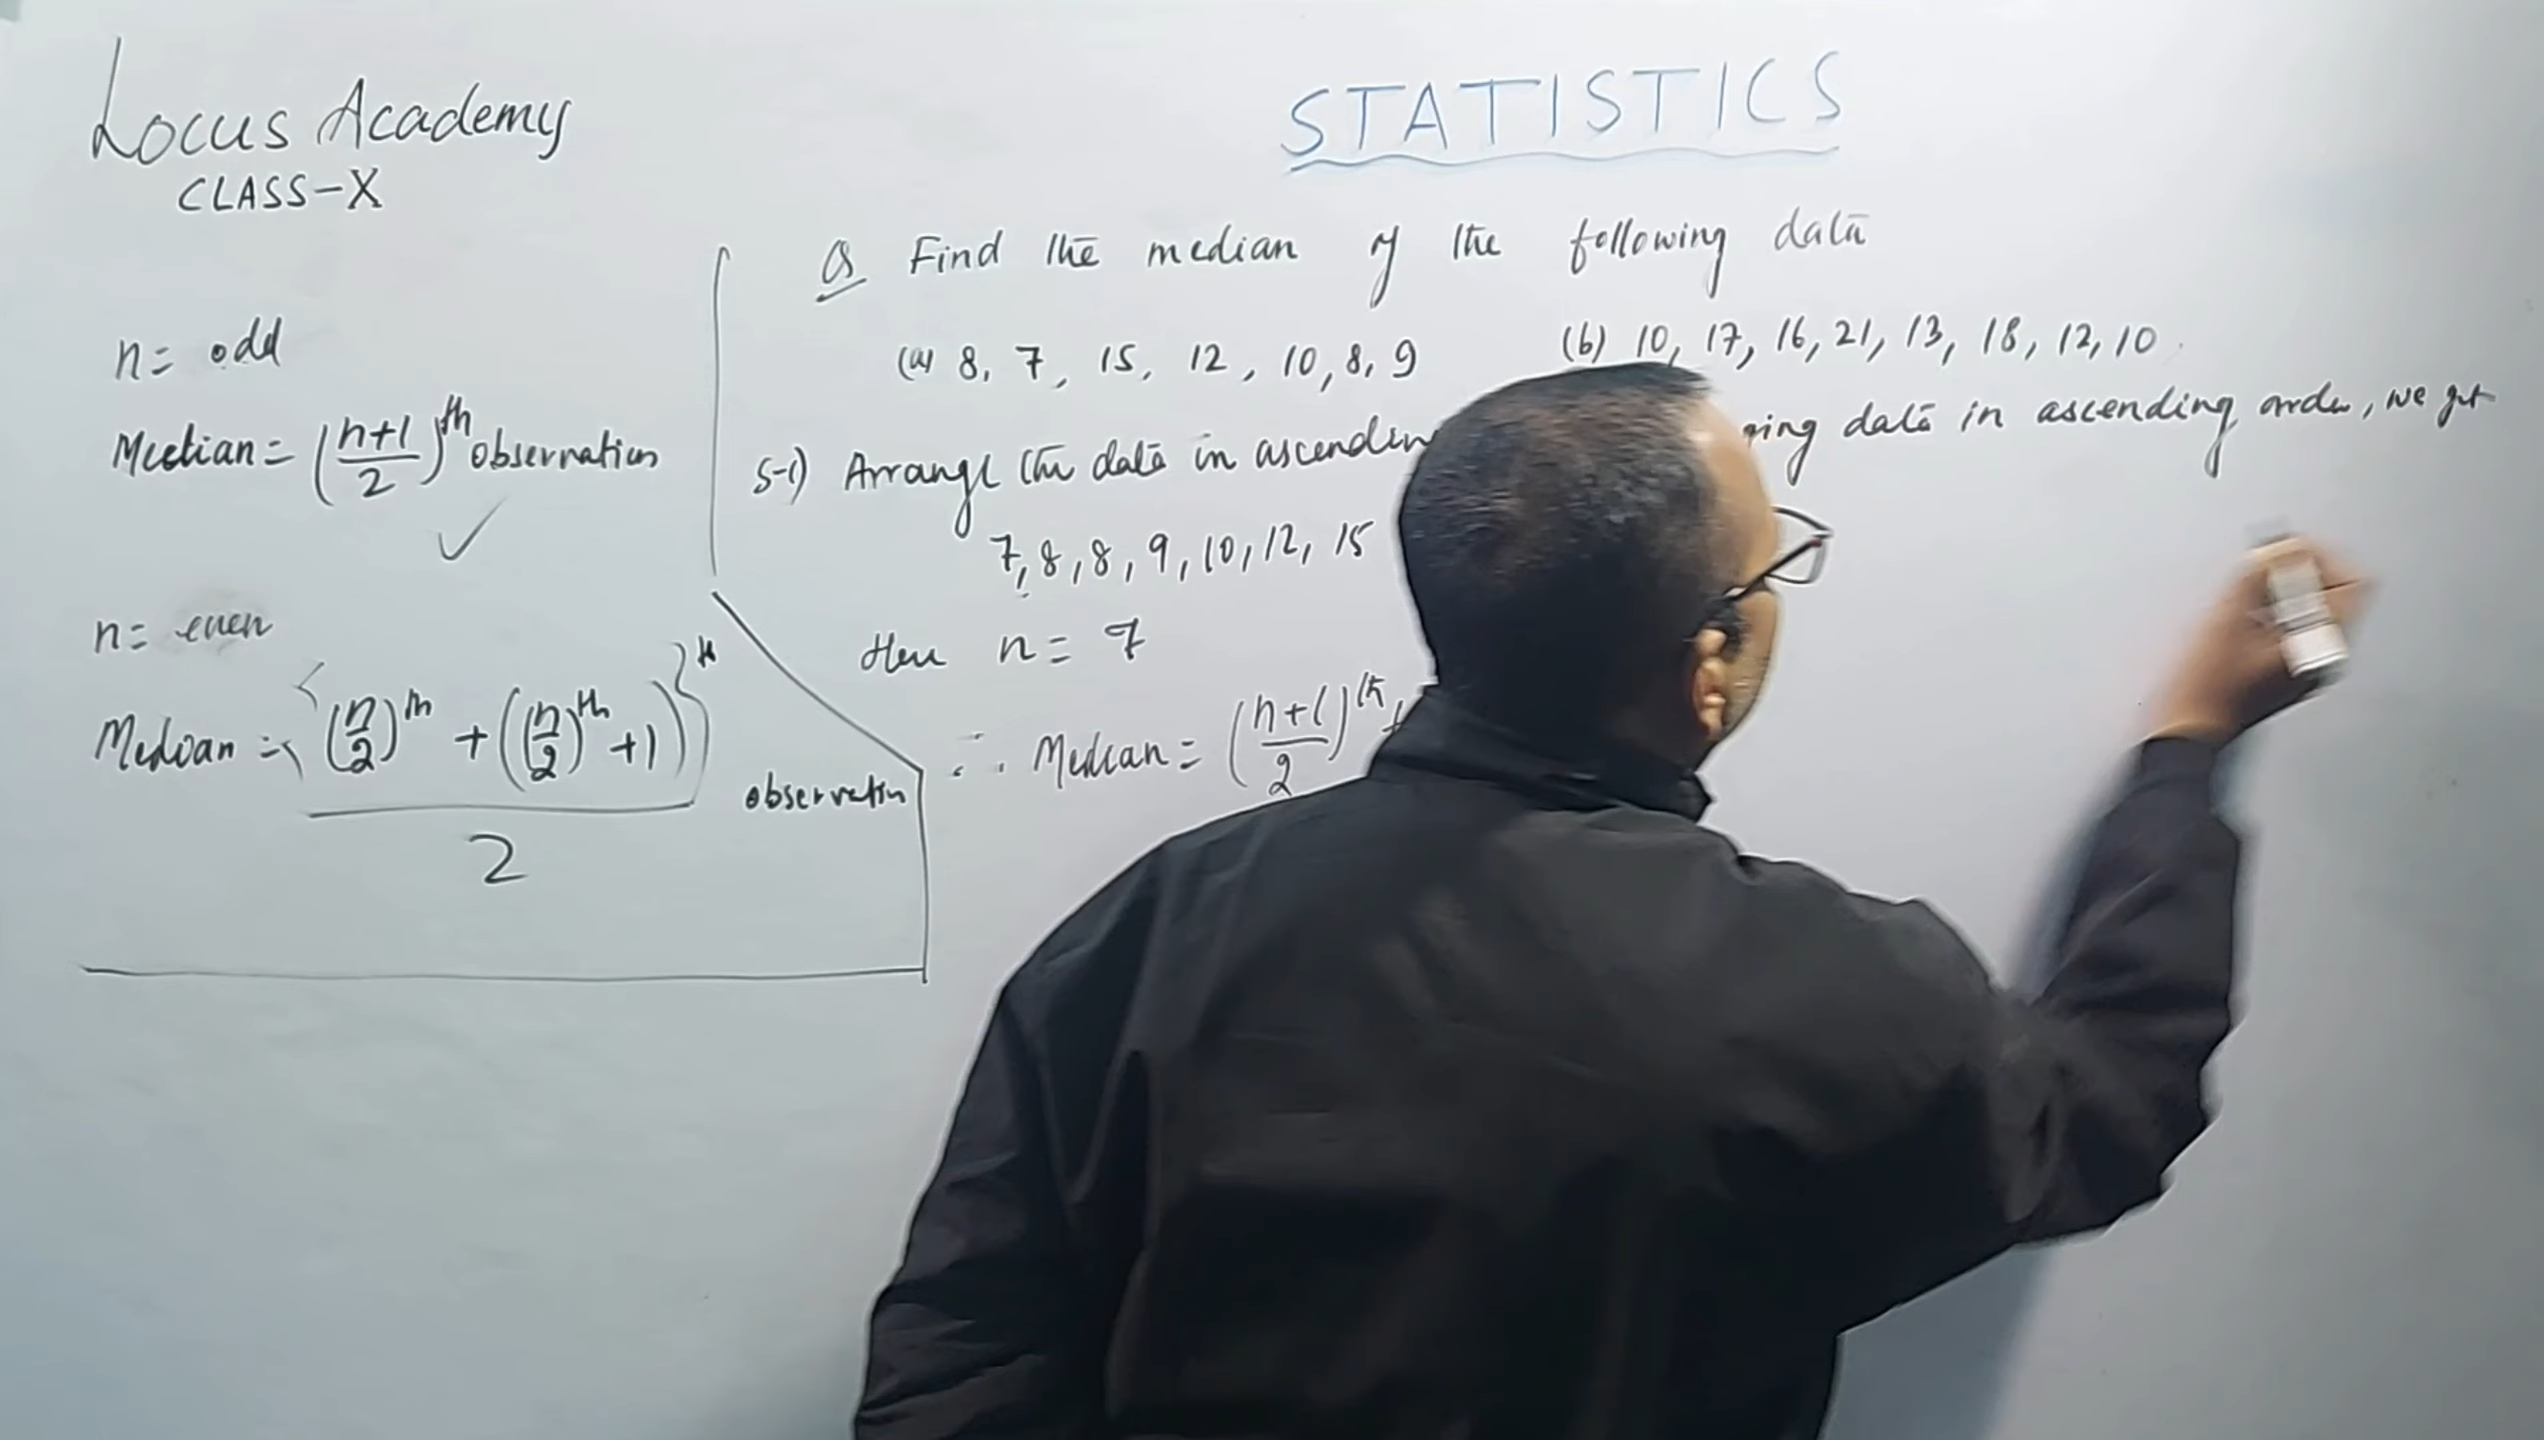 Locus Academy
CLASS-X
STATISTICS
n = odd
Median = (n+1/2)^th observation
✓
n = even
Median = {(n/2)^th + ((n/2)^th + 1)}^th / 2 observation
Q Find the median of the following data
(a) 8, 7, 15, 12, 10, 8, 9
(b) 10, 17, 16, 21, 13, 18, 12, 10
S-1) Arrange the data in ascendin
7, 8, 8, 9, 10, 12, 15
Here n = 7
∴ Median = (n+1/2)^th
ging data in ascending order, we get